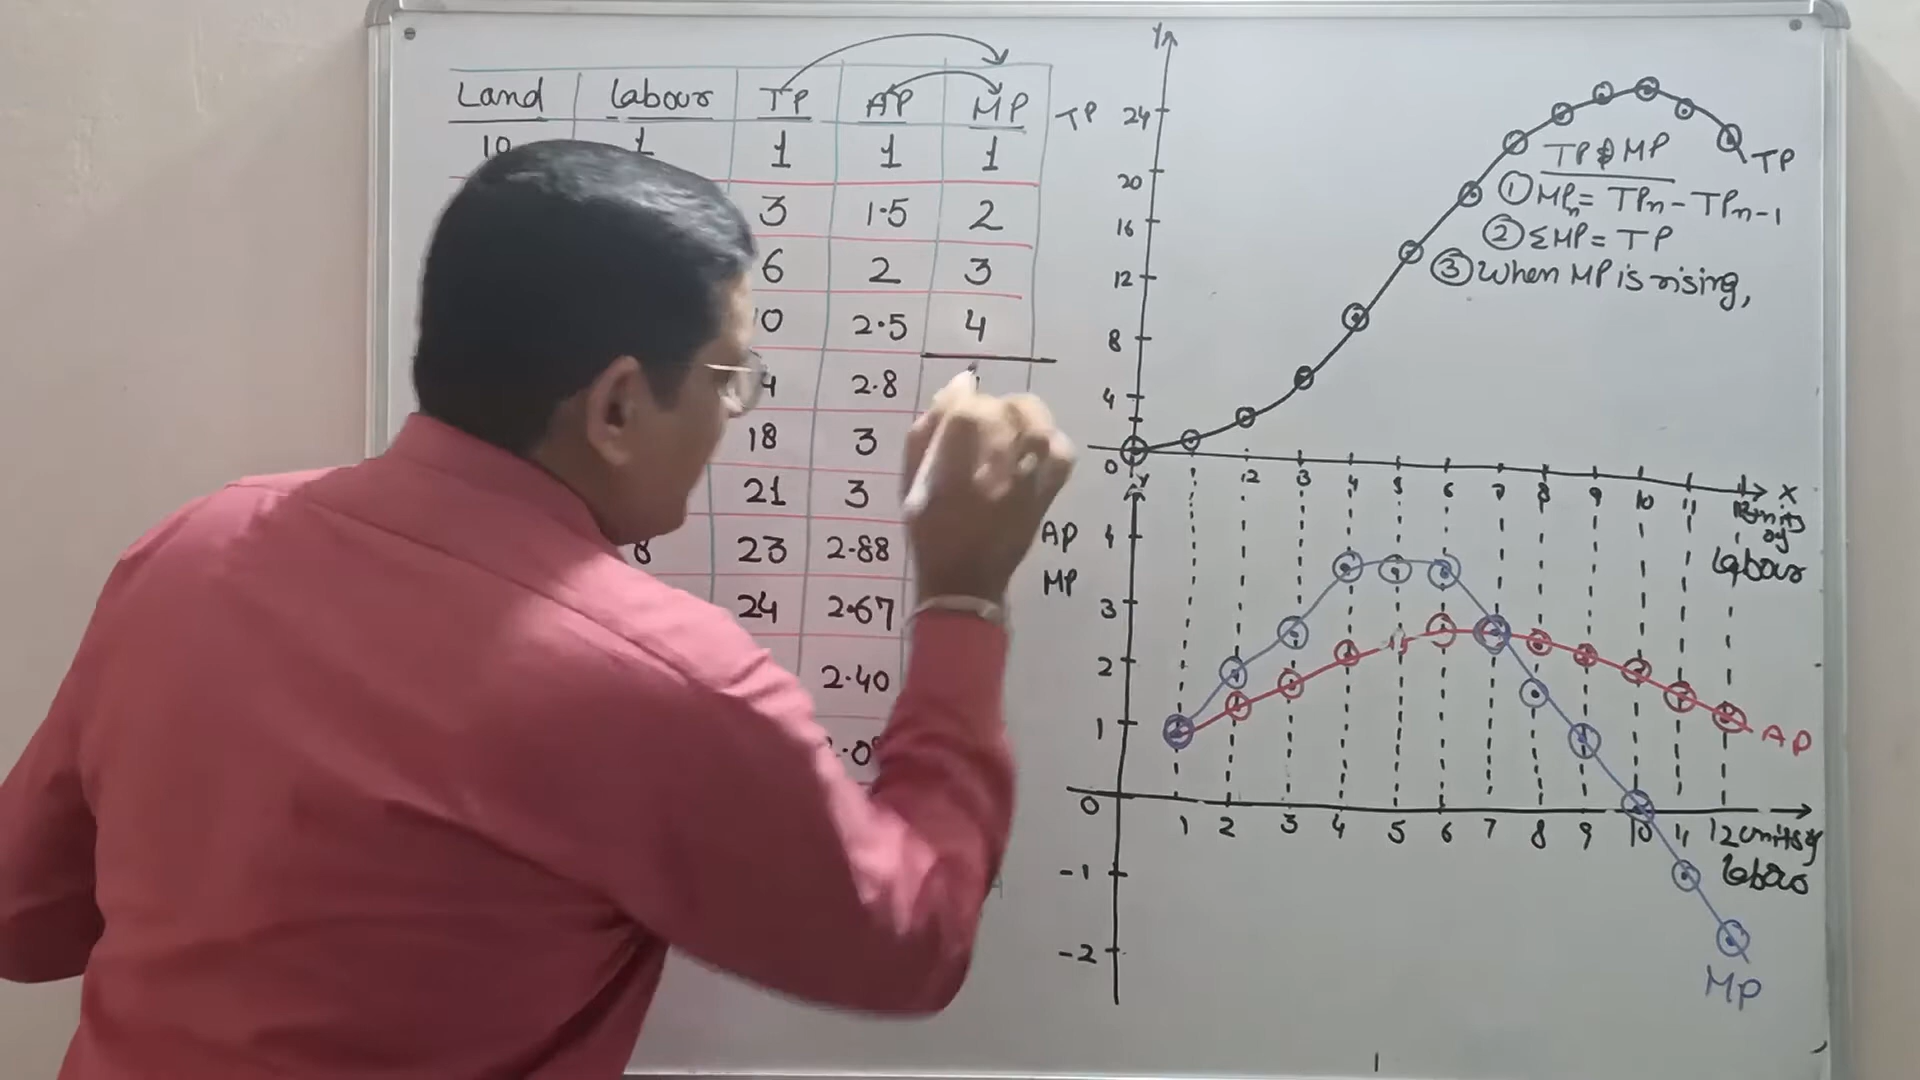 Land Labour TP AP MP
10 1 1 1 1
3 1.5 2
6 2 3
10 2.5 4
4 2.8
18 3
21 3
8 23 2.88
24 2.67
2.40
Y
TP
24
20
16
12
8
4
0
1 2 3 4 5 6 7 8 9 10 11 X
Labour
TP
TP & MP
① MPn = TPn - TPn-1
② ΣMP = TP
③ When MP is rising,
Y
AP
MP
4
3
2
1
0
-1
-2
1 2 3 4 5 6 7 8 9 10 11 12 units of
Labour
AP
MP